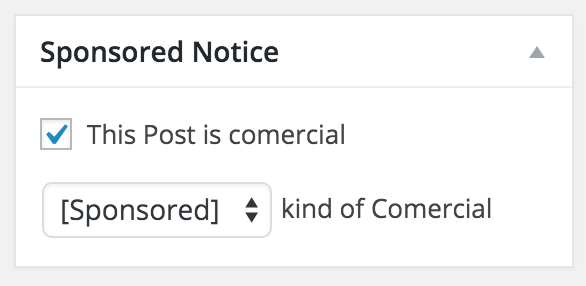 Sponsored Notice
This Post is comercial
[Sponsored] kind of Comercial